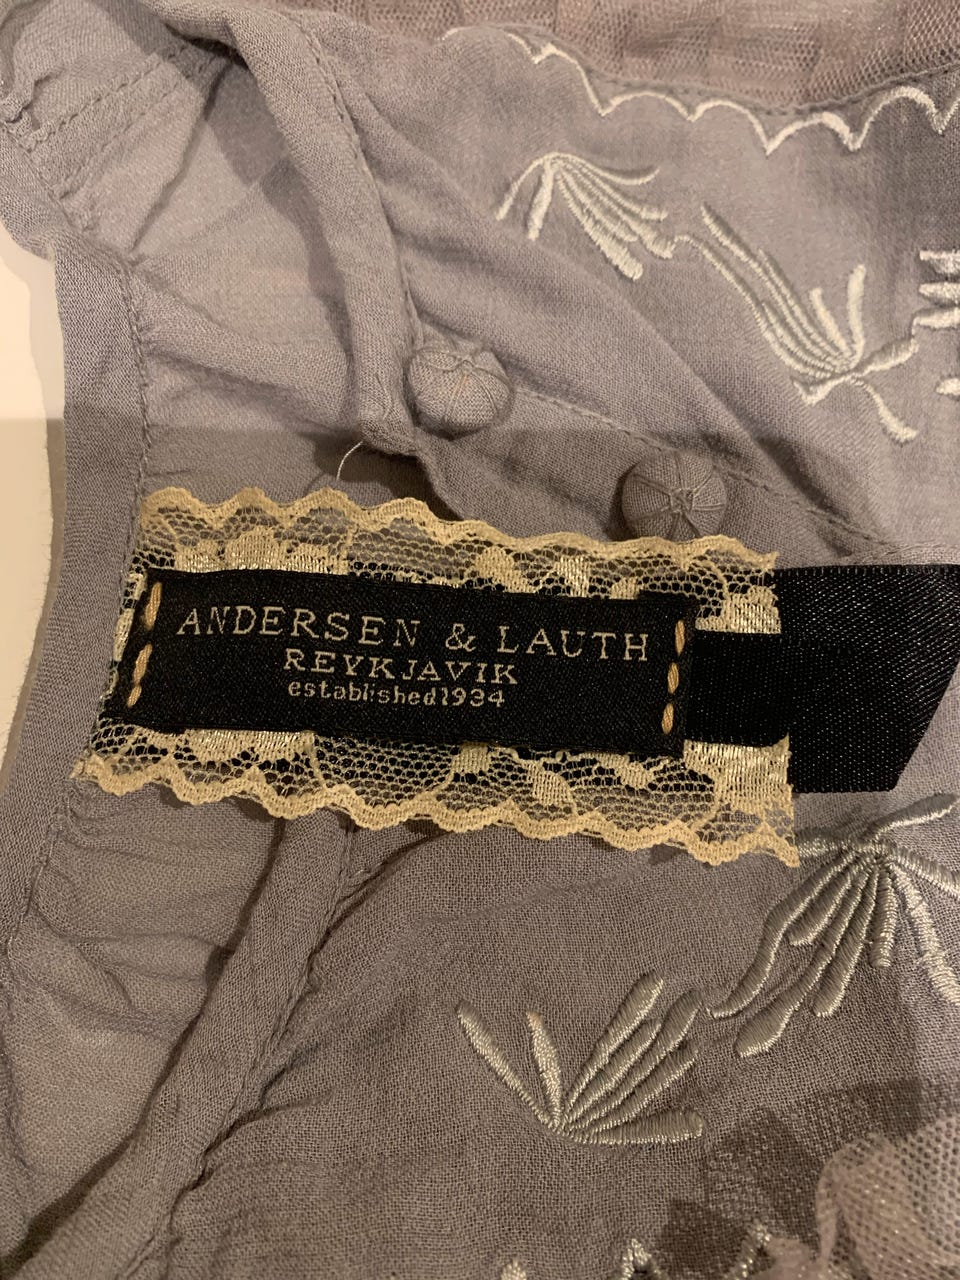 ANDERSEN & LAUTH
REYKJAVIK
established1934